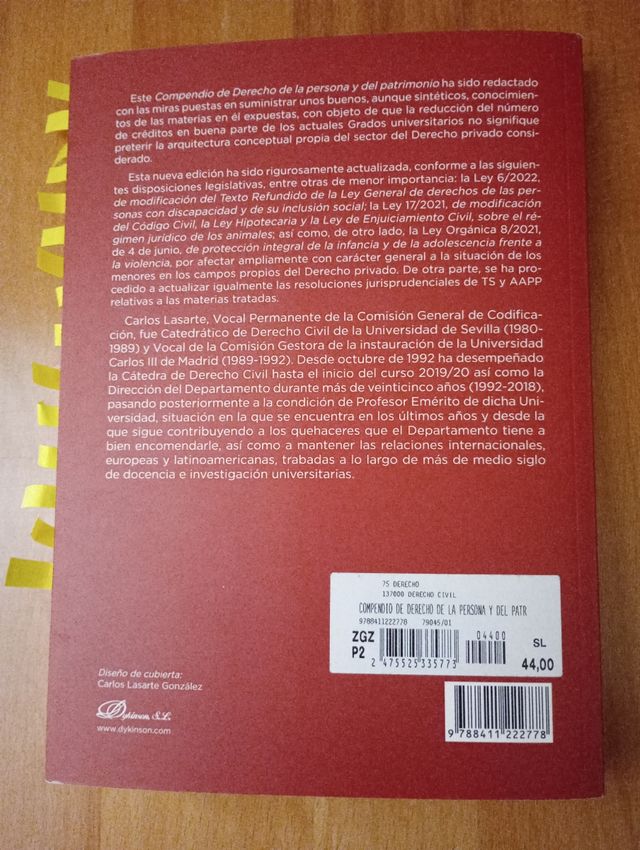 Este Compendio de Derecho de la persona y del patrimonio ha sido redactado
con las miras puestas en suministrar unos buenos, aunque sintéticos, conocimien-
tos de las materias en él expuestas, con objeto de que la reducción del número
de créditos en buena parte de los actuales Grados universitarios no signifique
preterir la arquitectura conceptual propia del sector del Derecho privado consi-
derado.
Esta nueva edición ha sido rigurosamente actualizada, conforme a las siguien-
tes disposiciones legislativas, entre otras de menor importancia: la Ley 6/2022,
de modificación del Texto Refundido de la Ley General de derechos de las per-
sonas con discapacidad y de su inclusión social; la Ley 17/2021, de modificación
del Código Civil, la Ley Hipotecaria y la Ley de Enjuiciamiento Civil, sobre el ré-
gimen jurídico de los animales; así como, de otro lado, la Ley Orgánica 8/2021,
de 4 de junio, de protección integral de la infancia y de la adolescencia frente a
la violencia, por afectar ampliamente con carácter general a la situación de los
menores en los campos propios del Derecho privado. De otra parte, se ha pro-
cedido a actualizar igualmente las resoluciones jurisprudenciales de TS y AAPP
relativas a las materias tratadas.
Carlos Lasarte, Vocal Permanente de la Comisión General de Codifica-
ción, fue Catedrático de Derecho Civil de la Universidad de Sevilla (1980-
1989) y Vocal de la Comisión Gestora de la instauración de la Universidad
Carlos III de Madrid (1989-1992). Desde octubre de 1992 ha desempeñado
la Cátedra de Derecho Civil hasta el inicio del curso 2019/20 así como la
Dirección del Departamento durante más de veinticinco años (1992-2018),
pasando posteriormente a la condición de Profesor Emérito de dicha Uni-
versidad, situación en la que se encuentra en los últimos años y desde la
que sigue contribuyendo a los quehaceres que el Departamento tiene a
bien encomendarle, así como a mantener las relaciones internacionales,
europeas y latinoamericanas, trabadas a lo largo de más de medio siglo
de docencia e investigación universitarias.
75 DERECHO
137000 DERECHO CIVIL
COMPENDIO DE DERECHO DE LA PERSONA Y DEL PATR
9788411222778 79045/01
ZGZ
P2
04400
SL
44,00
2 475525 335773
Diseño de cubierta:
Carlos Lasarte González
Dykinson, S.L.
www.dykinson.com
9 788411 222778